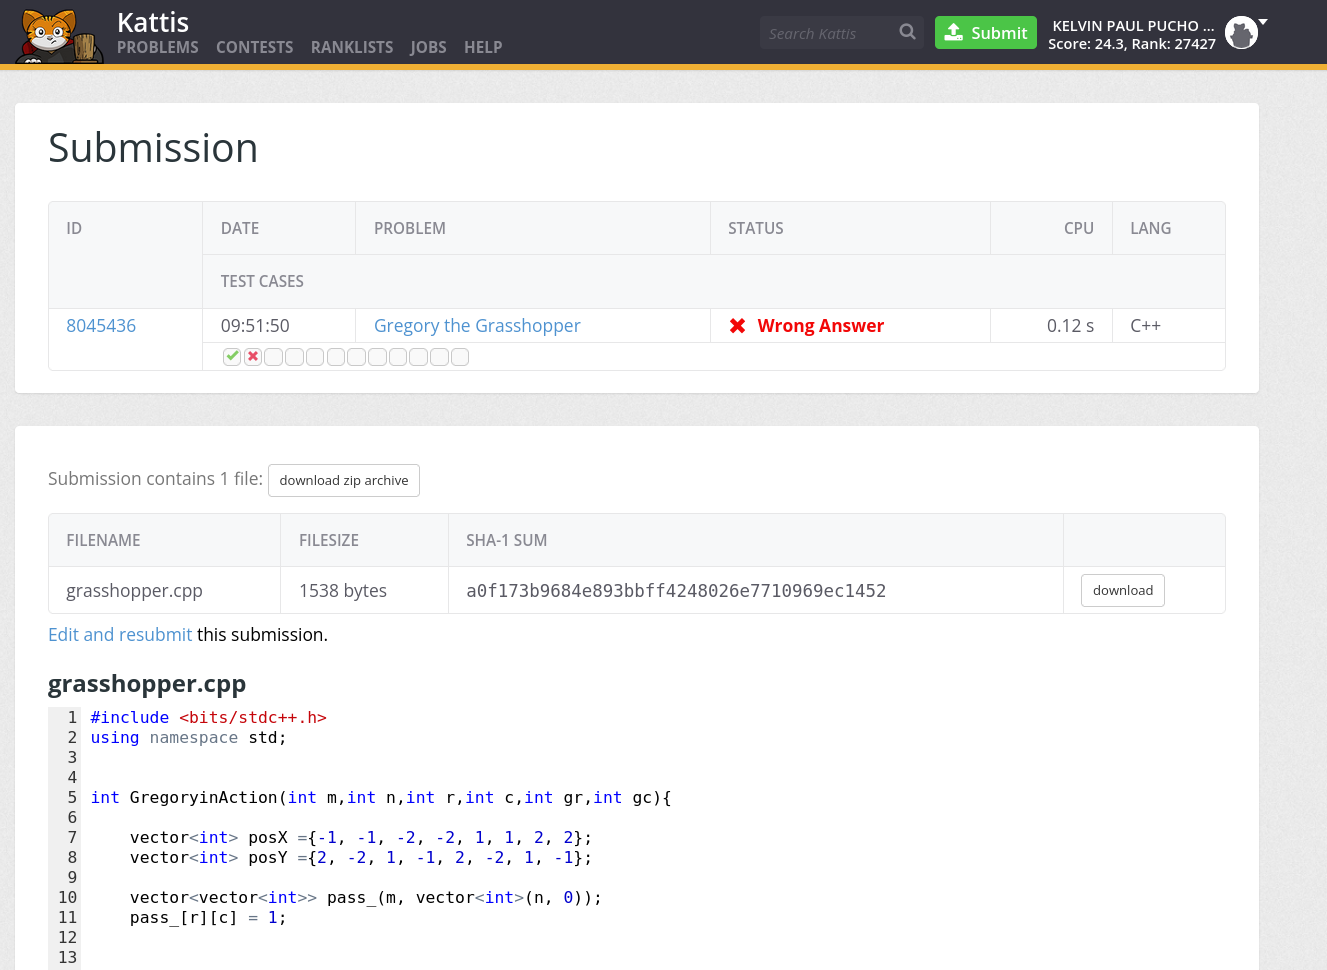 Kattis
PROBLEMS CONTESTS RANKLISTS JOBS HELP
Search Kattis
Submit
KELVIN PAUL PUCHO ...
Score: 24.3, Rank: 27427
Submission
ID DATE PROBLEM STATUS CPU LANG
TEST CASES
8045436 09:51:50 Gregory the Grasshopper Wrong Answer 0.12 s C++
Submission contains 1 file: download zip archive
FILENAME FILESIZE SHA-1 SUM
grasshopper.cpp 1538 bytes a0f173b9684e893bbff4248026e7710969ec1452 download
Edit and resubmit this submission.
grasshopper.cpp
1 #include <bits/stdc++.h>
2 using namespace std;
3
4
5 int GregoryinAction(int m,int n,int r,int c,int gr,int gc){
6
7 vector<int> posX ={-1, -1, -2, -2, 1, 1, 2, 2};
8 vector<int> posY ={2, -2, 1, -1, 2, -2, 1, -1};
9
10 vector<vector<int>> pass_(m, vector<int>(n, 0));
11 pass_[r][c] = 1;
12
13